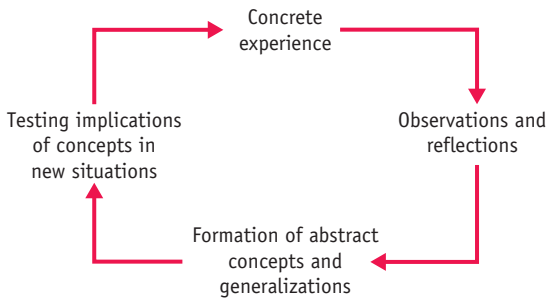 Concrete
experience
Observations and
reflections
Formation of abstract
concepts and
generalizations
Testing implications
of concepts in
new situations